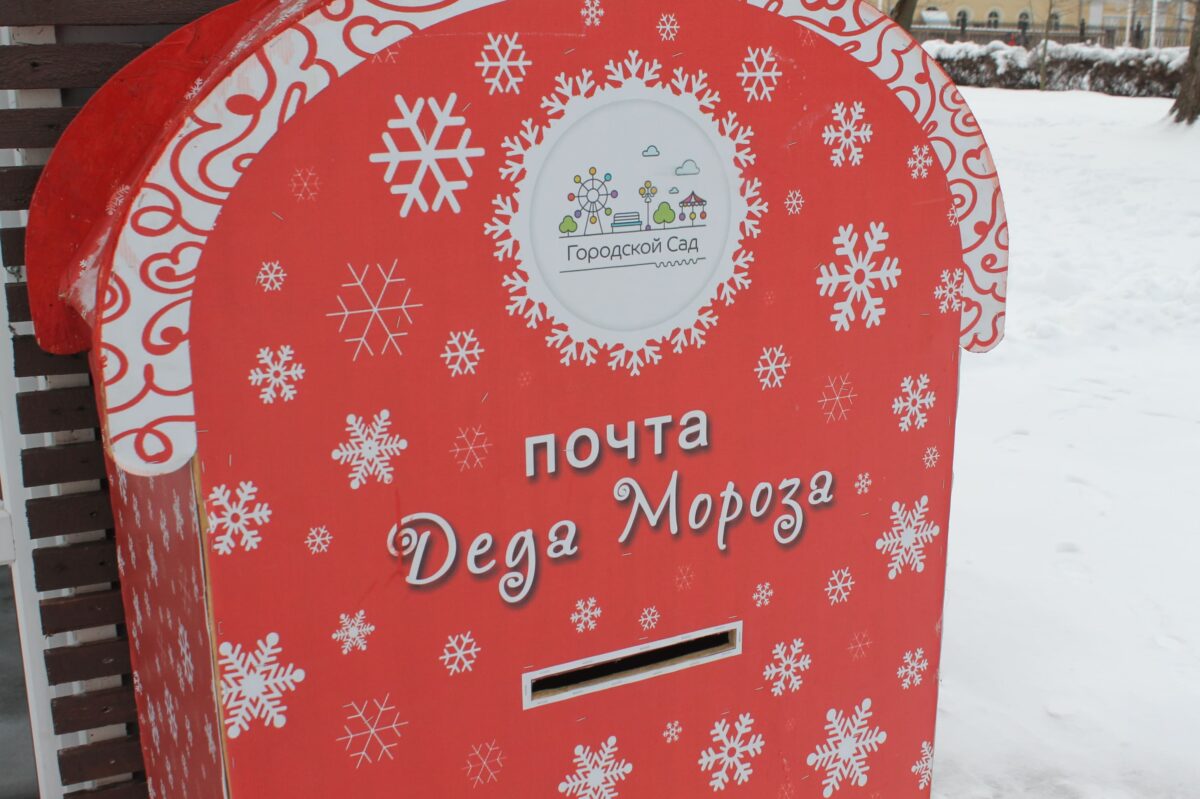 Городской Сад
почта
Деда Мороза